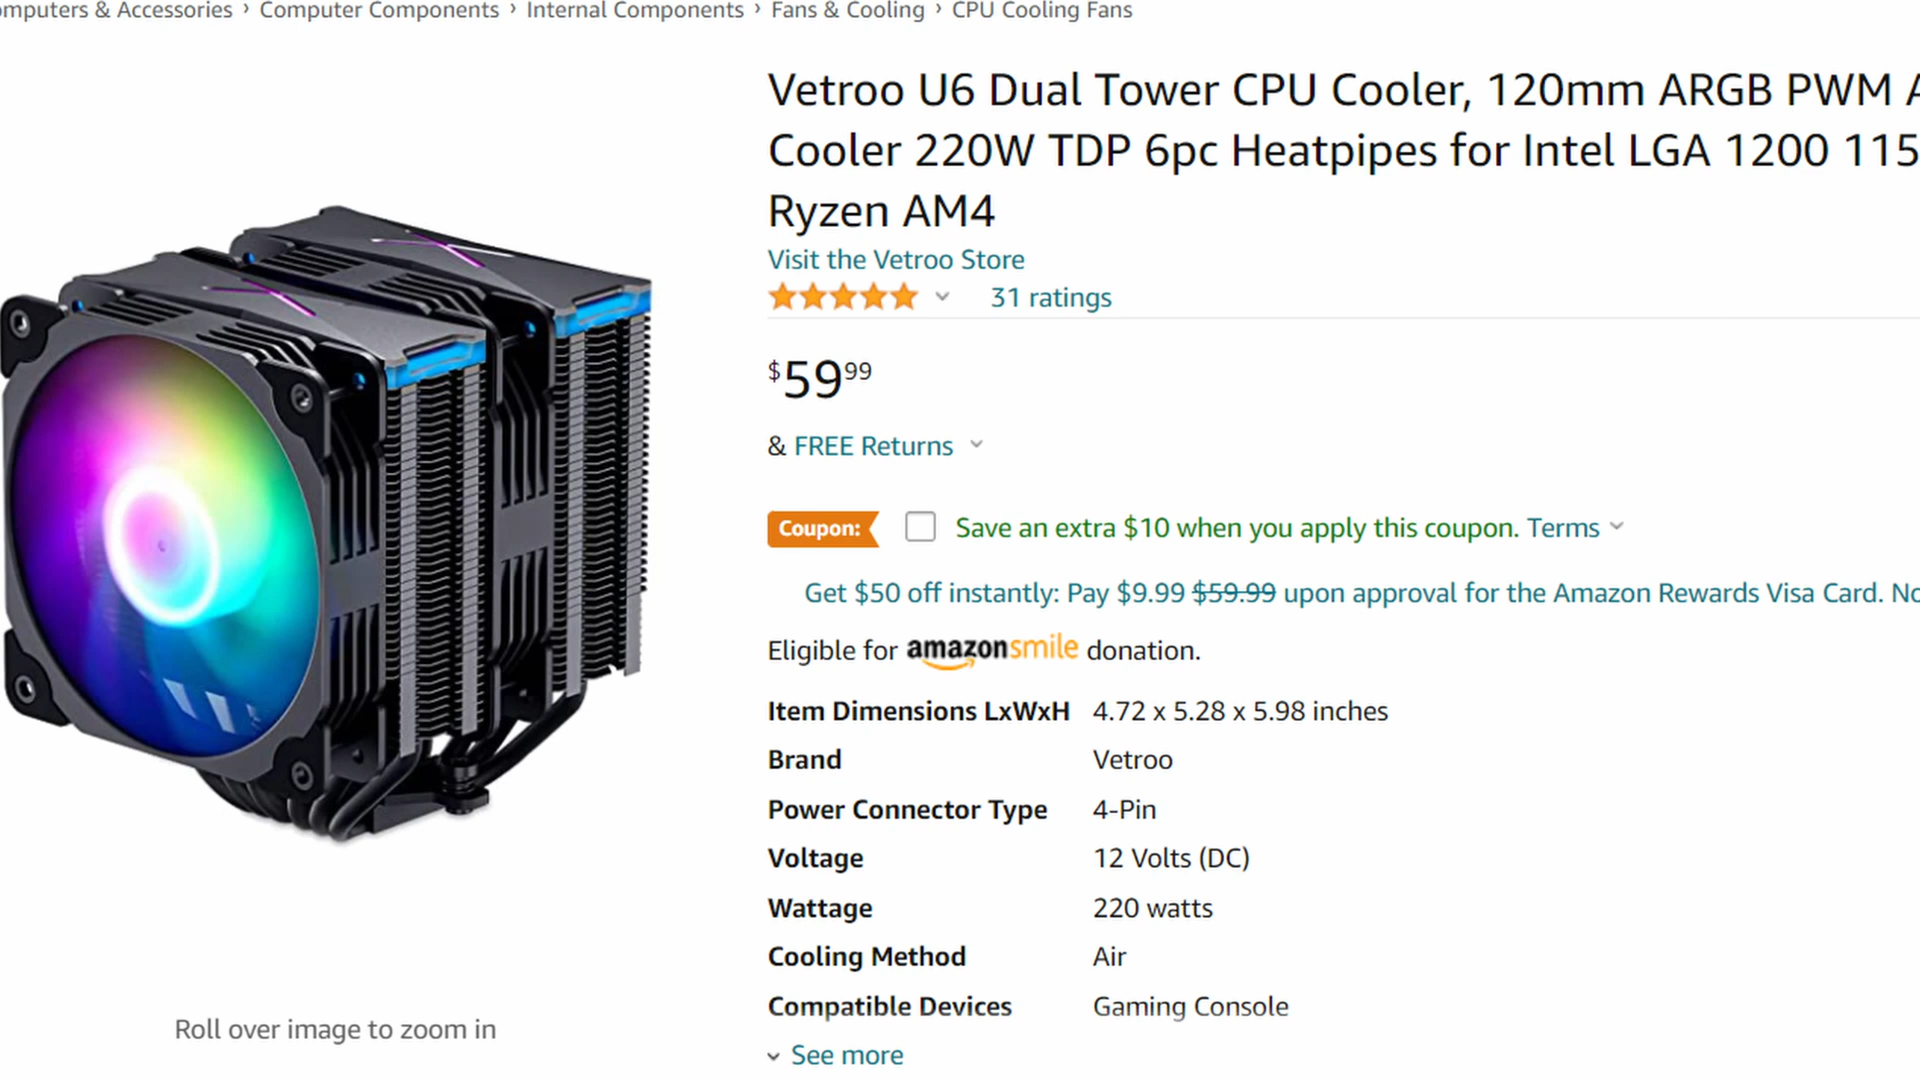 omputers & Accessories › Computer Components › Internal Components › Fans & Cooling › CPU Cooling Fans
Vetroo U6 Dual Tower CPU Cooler, 120mm ARGB PWM A
Cooler 220W TDP 6pc Heatpipes for Intel LGA 1200 115
Ryzen AM4
Visit the Vetroo Store
31 ratings
$59 99
& FREE Returns
Coupon: Save an extra $10 when you apply this coupon. Terms
Get $50 off instantly: Pay $9.99 $59.99 upon approval for the Amazon Rewards Visa Card. No
Eligible for amazonsmile donation.
Item Dimensions LxWxH 4.72 x 5.28 x 5.98 inches
Brand Vetroo
Power Connector Type 4-Pin
Voltage 12 Volts (DC)
Wattage 220 watts
Cooling Method Air
Compatible Devices Gaming Console
Roll over image to zoom in
See more